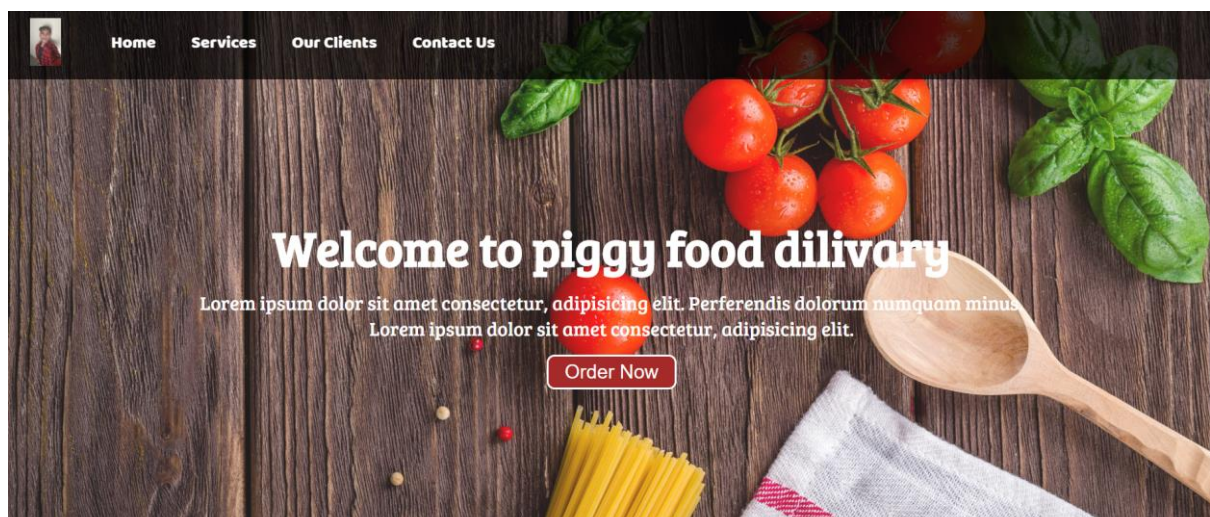 Home Services Our Clients Contact Us
Welcome to piggy food dilivary
Lorem ipsum dolor sit amet consectetur, adipisicing elit. Perferendis dolorum numquam minus
Lorem ipsum dolor sit amet consectetur, adipisicing elit.
Order Now